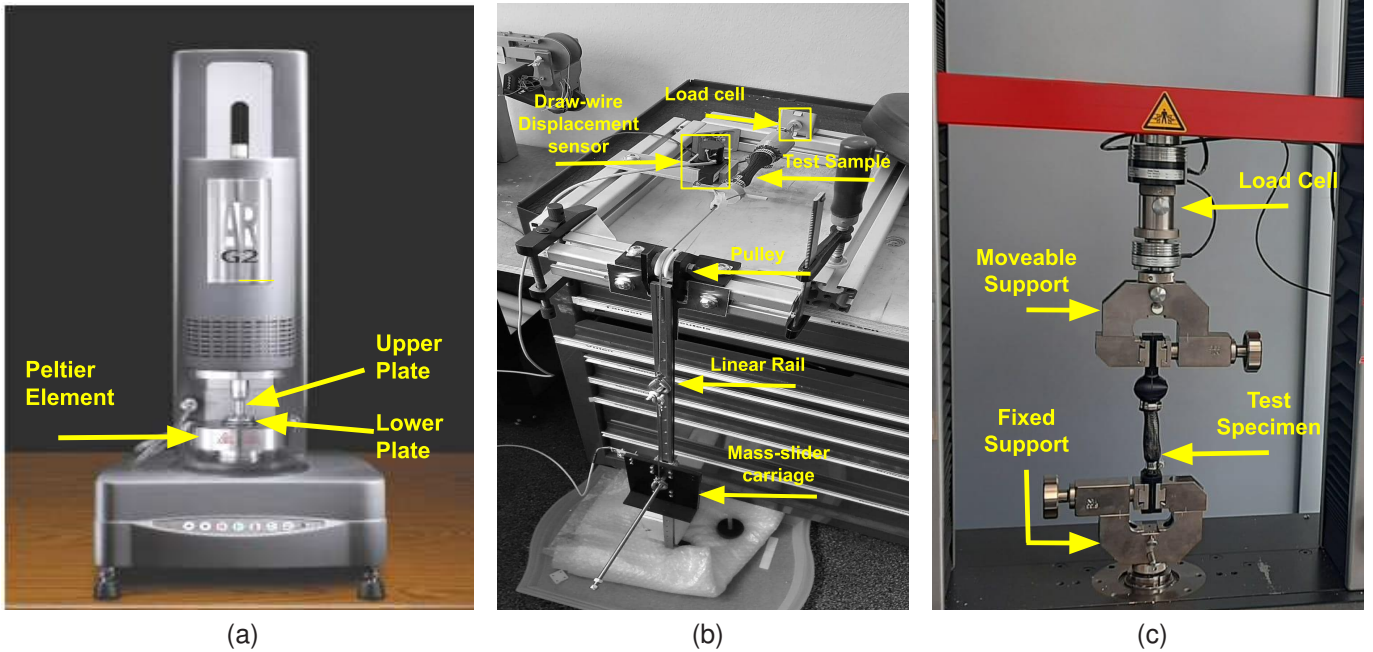 AR
G2
Upper
Plate
Peltier
Element
Lower
Plate
(a)
Load cell
Draw-wire
Displacement
sensor
Test Sample
Pulley
Linear Rail
Mass-slider
carriage
(b)
Load Cell
Moveable
Support
Test
Specimen
Fixed
Support
(c)